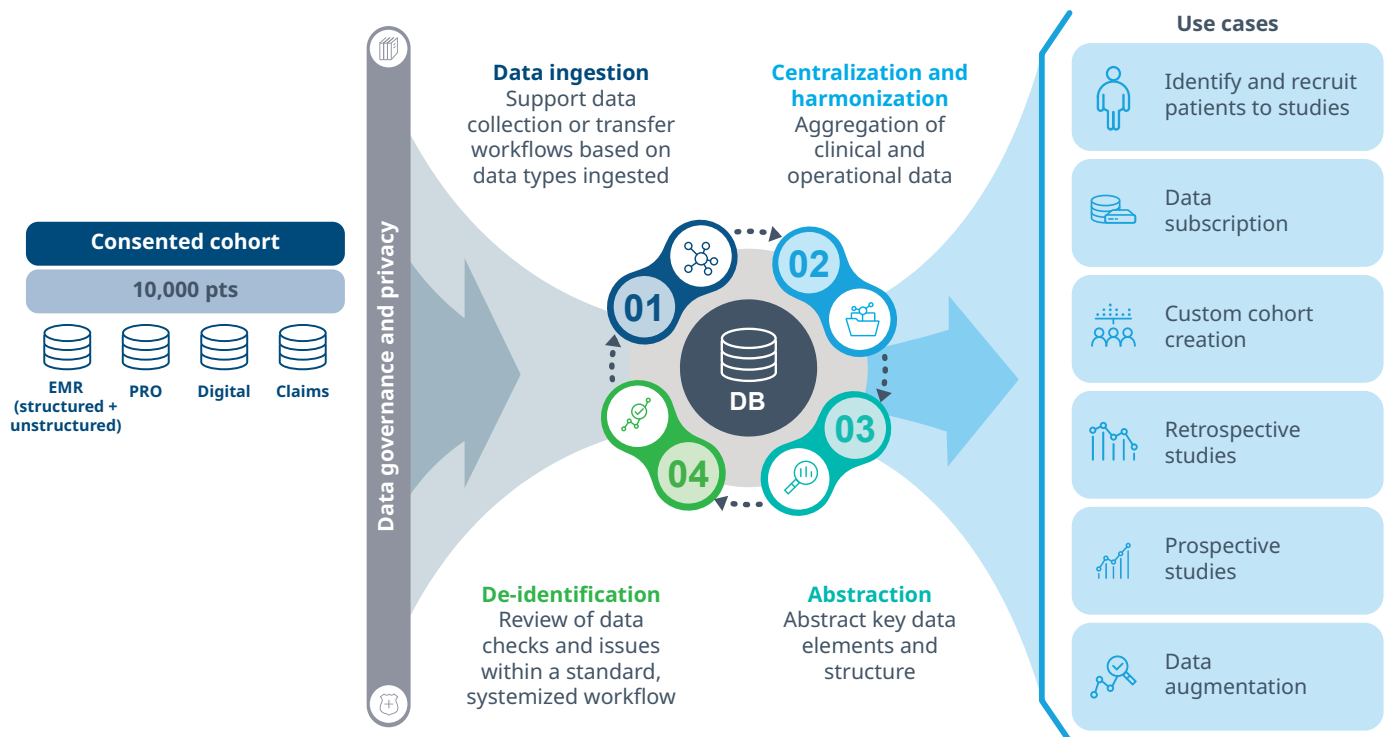 Consented cohort
10,000 pts
EMR
(structured +
unstructured)
PRO
Digital
Claims
Data governance and privacy
Data ingestion
Support data
collection or transfer
workflows based on
data types ingested
Centralization and
harmonization
Aggregation of
clinical and
operational data
01
02
03
04
DB
De-identification
Review of data
checks and issues
within a standard,
systemized workflow
Abstraction
Abstract key data
elements and
structure
Use cases
Identify and recruit
patients to studies
Data
subscription
Custom cohort
creation
Retrospective
studies
Prospective
studies
Data
augmentation